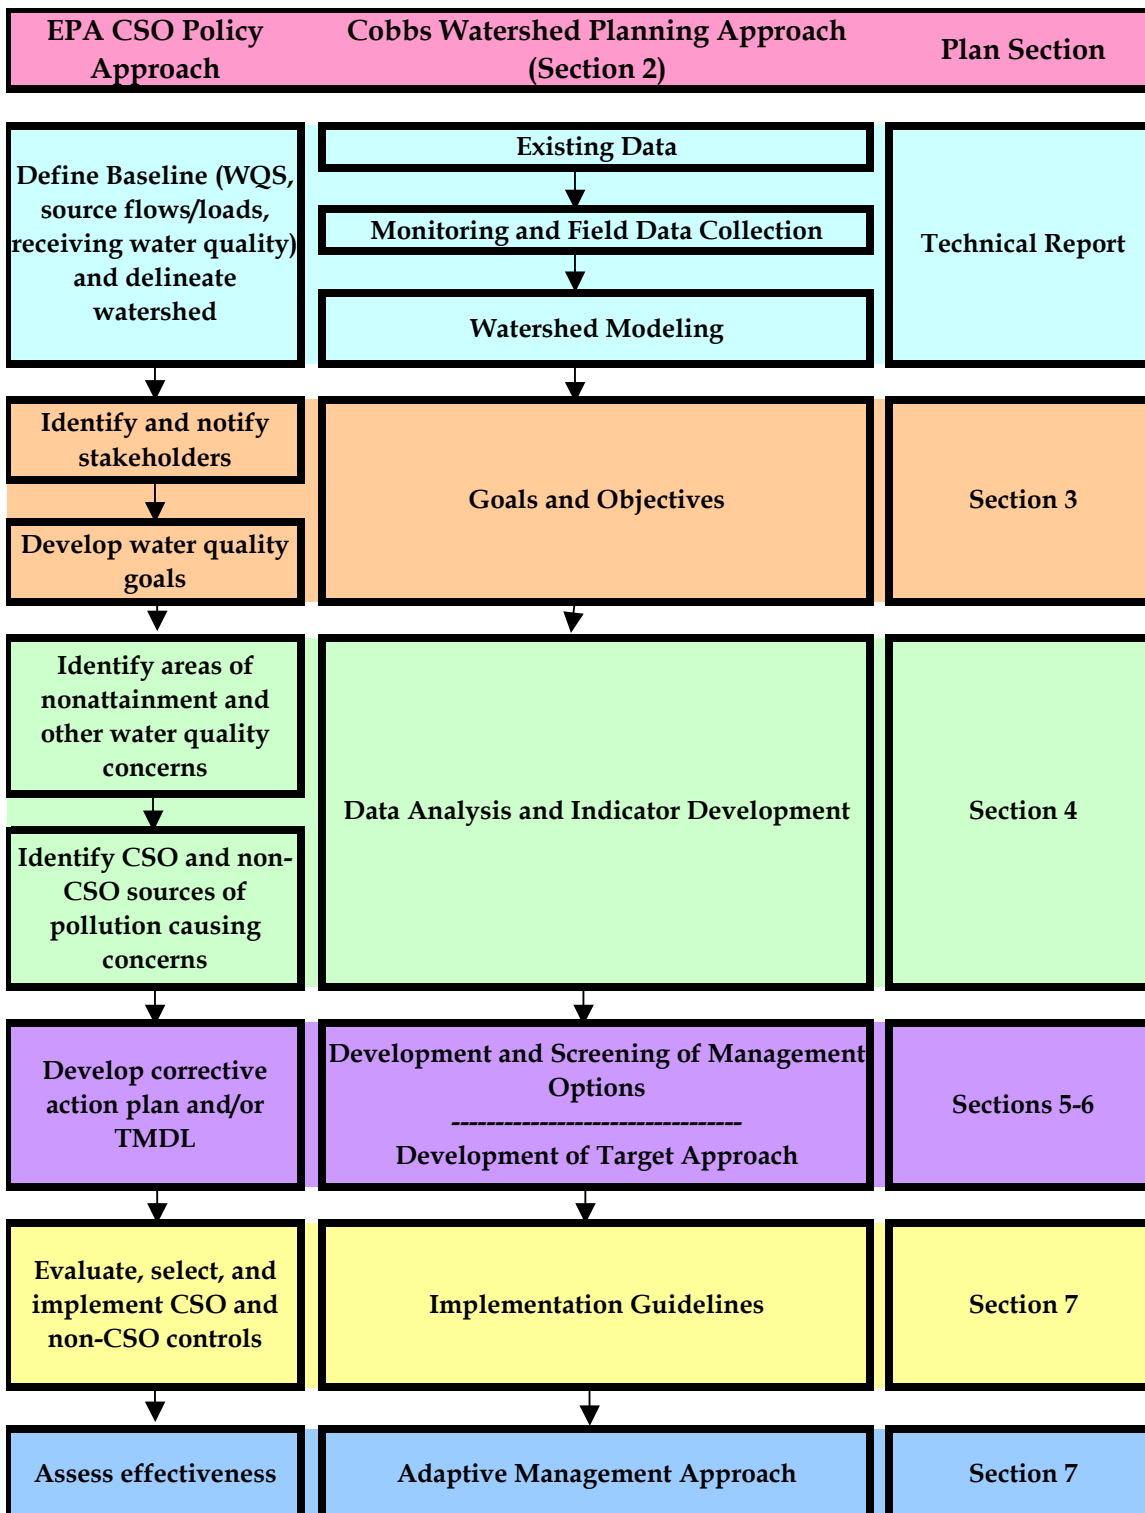 EPA CSO Policy
Approach
Cobbs Watershed Planning Approach
(Section 2)
Plan Section
Define Baseline (WQS,
source flows/loads,
receiving water quality)
and delineate
watershed
Existing Data
Monitoring and Field Data Collection
Watershed Modeling
Technical Report
Identify and notify
stakeholders
Develop water quality
goals
Goals and Objectives
Section 3
Identify areas of
nonattainment and
other water quality
concerns
Identify CSO and non-
CSO sources of
pollution causing
concerns
Data Analysis and Indicator Development
Section 4
Develop corrective
action plan and/or
TMDL
Development and Screening of Management
Options
---------------------------------
Development of Target Approach
Sections 5-6
Evaluate, select, and
implement CSO and
non-CSO controls
Implementation Guidelines
Section 7
Assess effectiveness
Adaptive Management Approach
Section 7